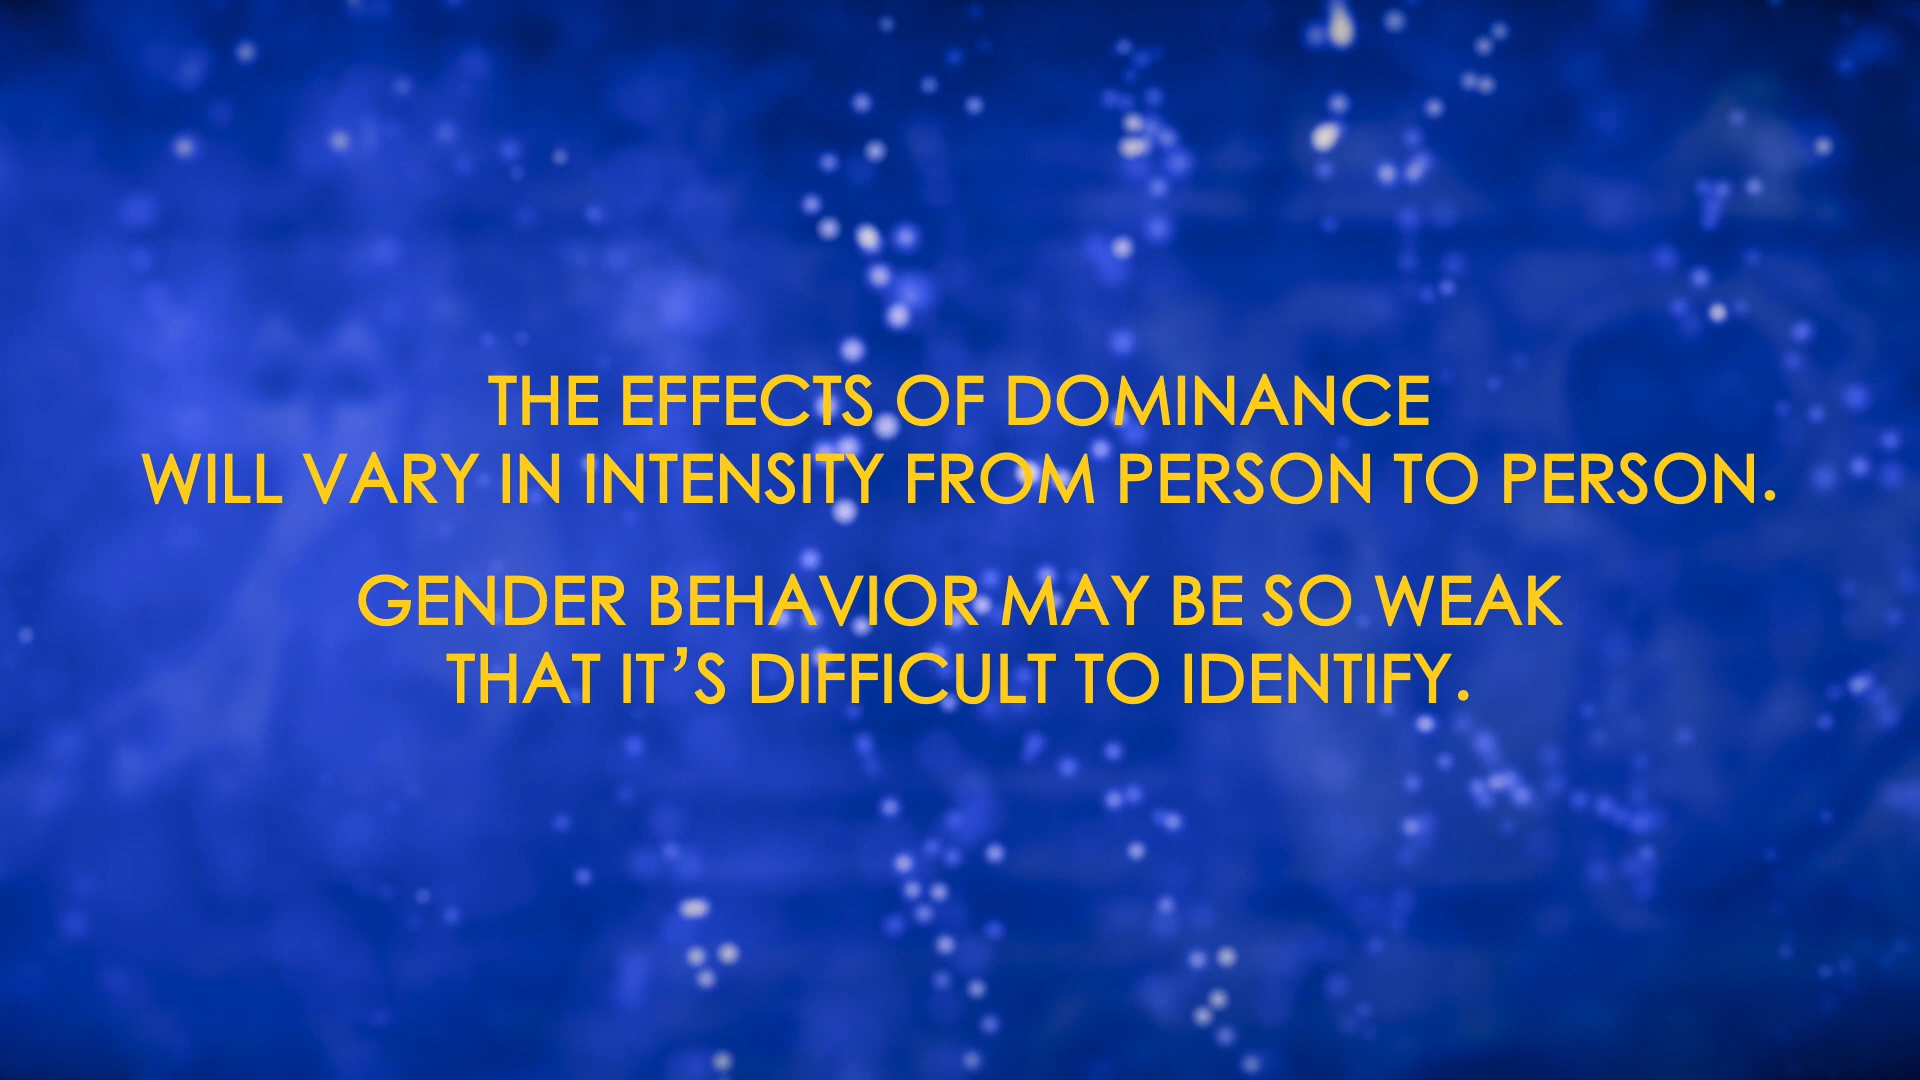 THE EFFECTS OF DOMINANCE
WILL VARY IN INTENSITY FROM PERSON TO PERSON.
GENDER BEHAVIOR MAY BE SO WEAK
THAT IT’S DIFFICULT TO IDENTIFY.